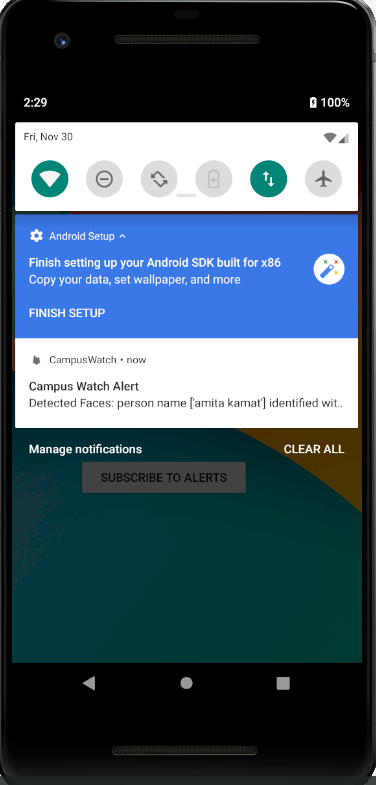 2:29 100%
Fri, Nov 30
Android Setup
Finish setting up your Android SDK built for x86
Copy your data, set wallpaper, and more
FINISH SETUP
CampusWatch • now
Campus Watch Alert
Detected Faces: person name ['amita kamat'] identified wit..
Manage notifications CLEAR ALL
SUBSCRIBE TO ALERTS